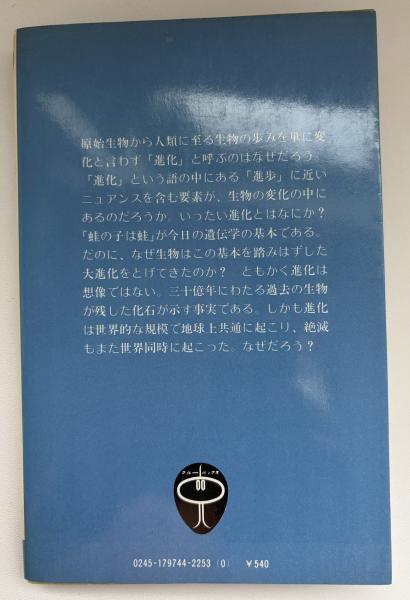 原始生物から人類に至る生物の歩みを単に変
化と言わず「進化」と呼ぶのはなぜだろう。
「進化」という語の中にある「進歩」に近い
ニュアンスを含む要素が、生物の変化の中に
あるのだろうか。いったい進化とはなにか？
「蛙の子は蛙」が今日の遺伝学の基本である。
だのに、なぜ生物はこの基本を踏みはずした
大進化をとげてきたのか？　ともかく進化は
想像ではない。三十億年にわたる過去の生物
が残した化石が示す事実である。しかも進化
は世界的な規模で地球上共通に起こり、絶滅
もまた世界同時に起こった。なぜだろう？
ブルーバックス
0245-179744-2253 (0) ￥540